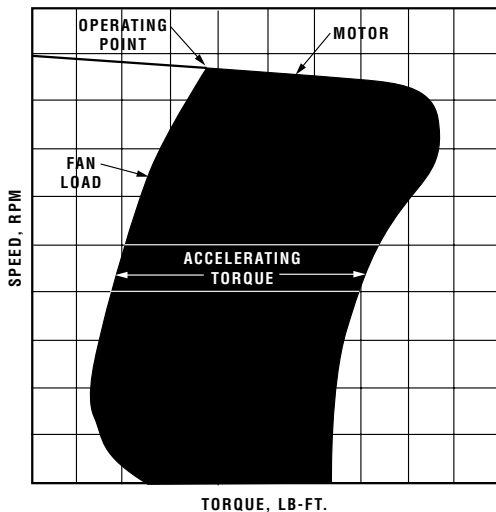 OPERATING
POINT
MOTOR
FAN
LOAD
ACCELERATING
TORQUE
SPEED, RPM
TORQUE, LB-FT.